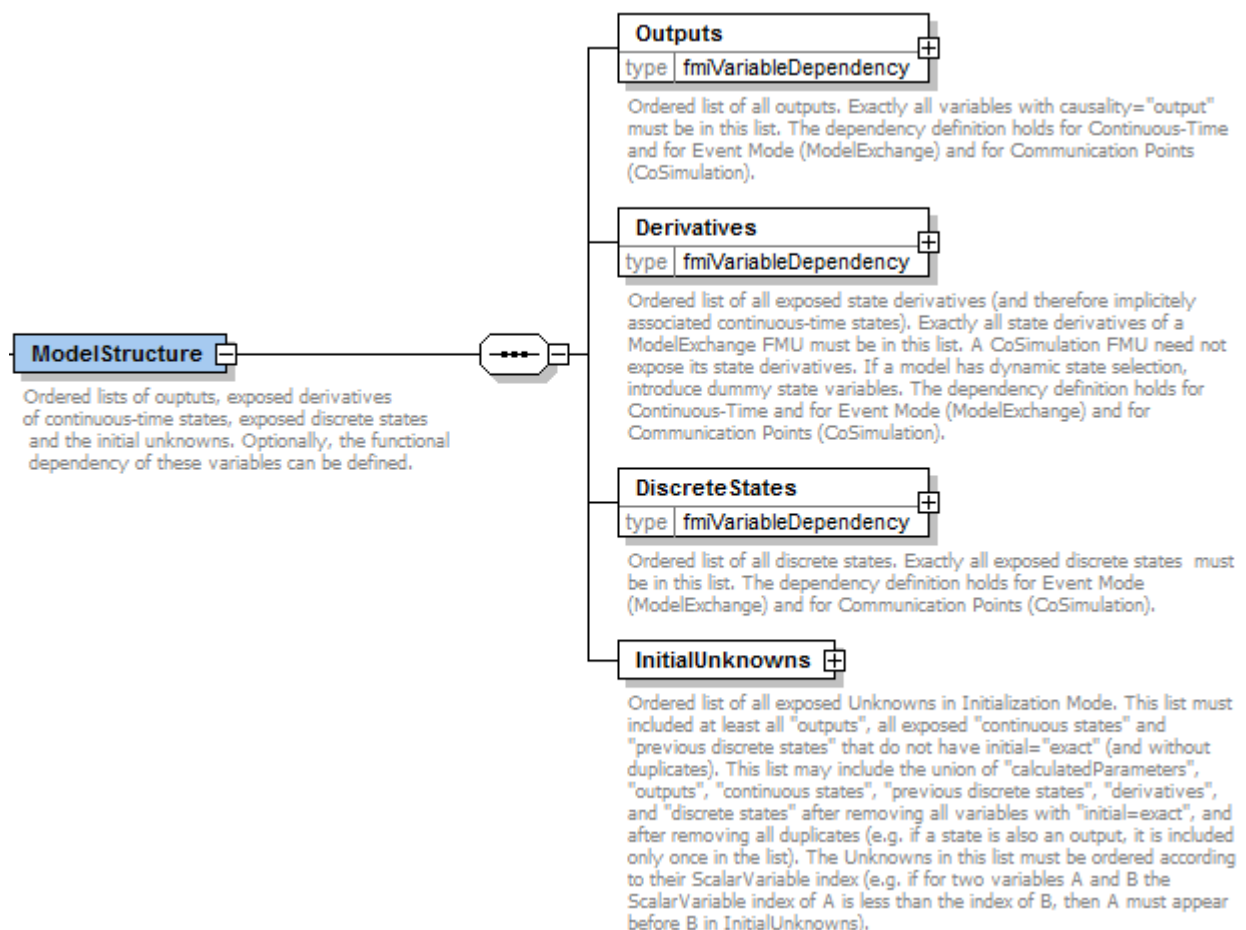 Outputs
type fmiVariableDependency
Ordered list of all outputs. Exactly all variables with causality="output"
must be in this list. The dependency definition holds for Continuous-Time
and for Event Mode (ModelExchange) and for Communication Points
(CoSimulation).
Derivatives
type fmiVariableDependency
Ordered list of all exposed state derivatives (and therefore implicitely
associated continuous-time states). Exactly all state derivatives of a
ModelExchange FMU must be in this list. A CoSimulation FMU need not
expose its state derivatives. If a model has dynamic state selection,
introduce dummy state variables. The dependency definition holds for
Continuous-Time and for Event Mode (ModelExchange) and for
Communication Points (CoSimulation).
ModelStructure
Ordered lists of ouptuts, exposed derivatives
of continuous-time states, exposed discrete states
and the initial unknowns. Optionally, the functional
dependency of these variables can be defined.
DiscreteStates
type fmiVariableDependency
Ordered list of all discrete states. Exactly all exposed discrete states must
be in this list. The dependency definition holds for Event Mode
(ModelExchange) and for Communication Points (CoSimulation).
InitialUnknowns
Ordered list of all exposed Unknowns in Initialization Mode. This list must
included at least all "outputs", all exposed "continuous states" and
"previous discrete states" that do not have initial="exact" (and without
duplicates). This list may include the union of "calculatedParameters",
"outputs", "continuous states", "previous discrete states", "derivatives",
and "discrete states" after removing all variables with "initial=exact", and
after removing all duplicates (e.g. if a state is also an output, it is included
only once in the list). The Unknowns in this list must be ordered according
to their ScalarVariable index (e.g. if for two variables A and B the
ScalarVariable index of A is less than the index of B, then A must appear
before B in InitialUnknowns).